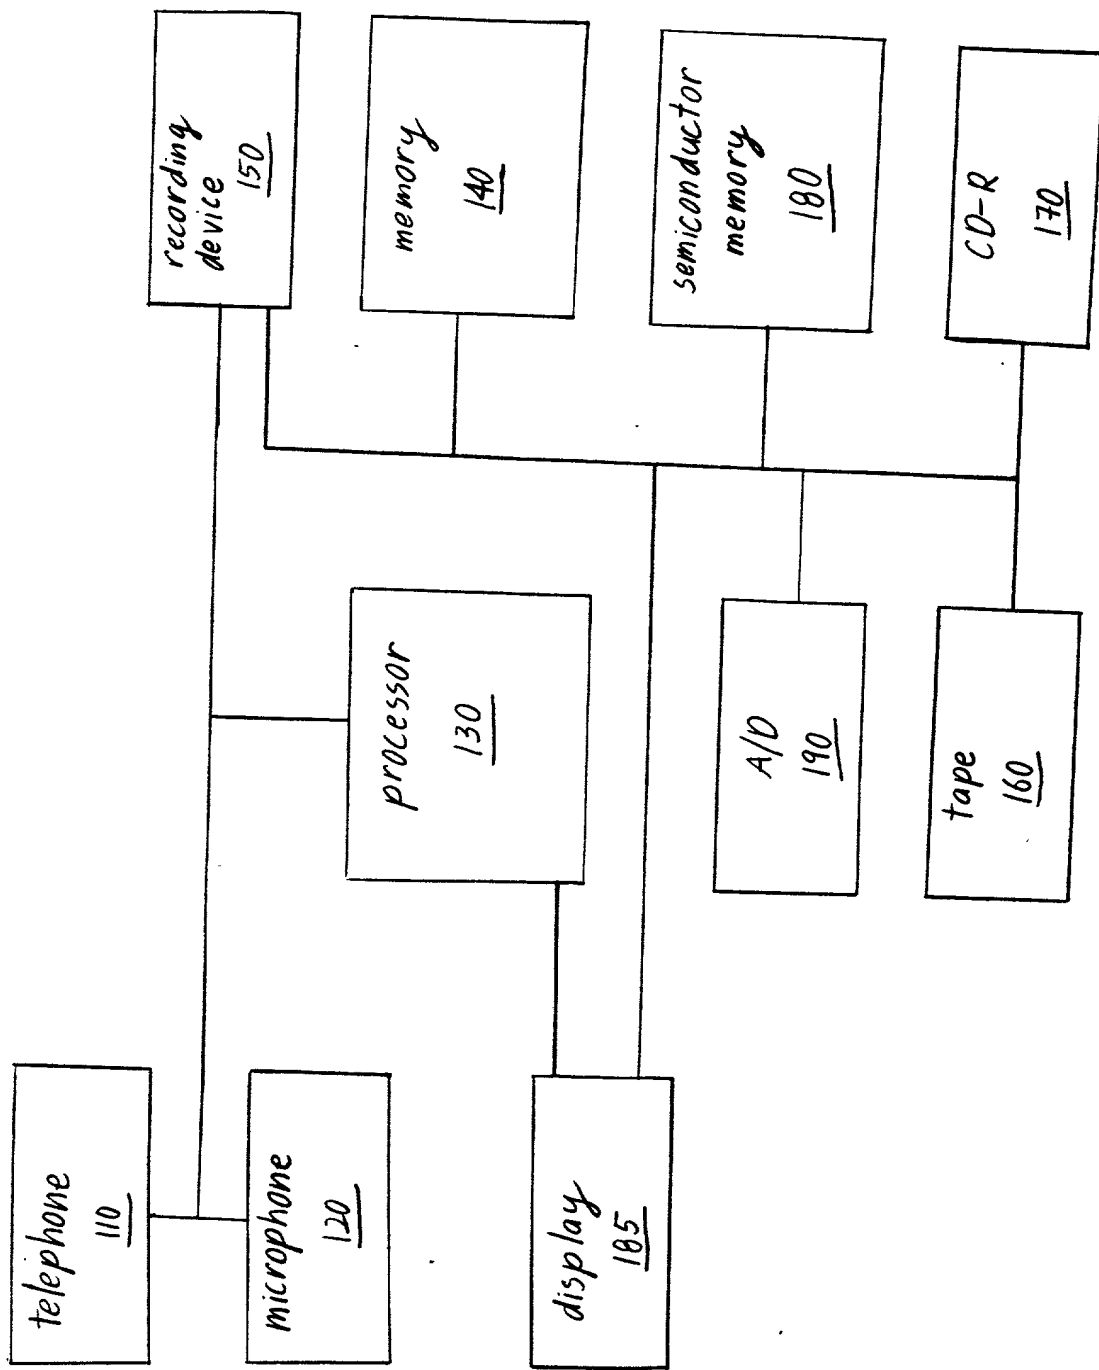 telephone
110
microphone
120
display
185
processor
130
A/D
190
tape
160
recording
device
150
memory
140
semiconductor
memory
180
CD-R
170